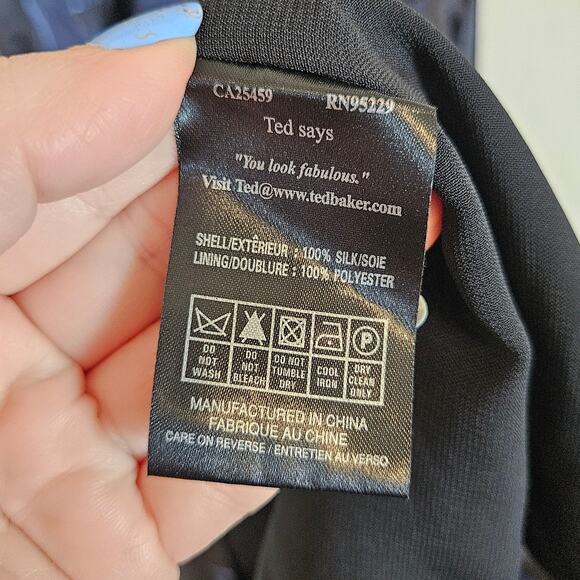 CA25459 RN95229
Ted says
"You look fabulous."
Visit Ted@www.tedbaker.com
SHELL/EXTÊRIEUR : 100% SILK/SOIE
LINING/DOUBLURE : 100% POLYESTER
DO NOT WASH
DO NOT BLEACH
DO NOT TUMBLE DRY
COOL IRON
P
DRY CLEAN ONLY
MANUFACTURED IN CHINA
FABRIQUE AU CHINE
CARE ON REVERSE / ENTRETIEN AU VERSO